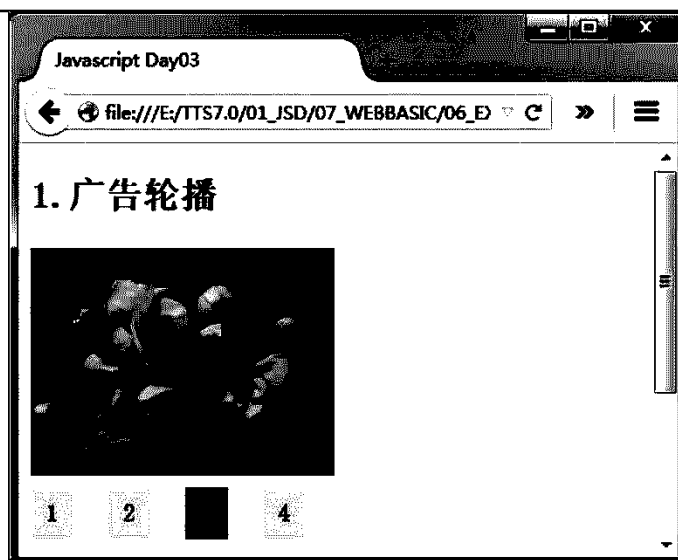 Javascript Day03
file:///E:/TTS7.0/01_JSD/07_WEBBASIC/06_E
1.广告轮播
1 2 4